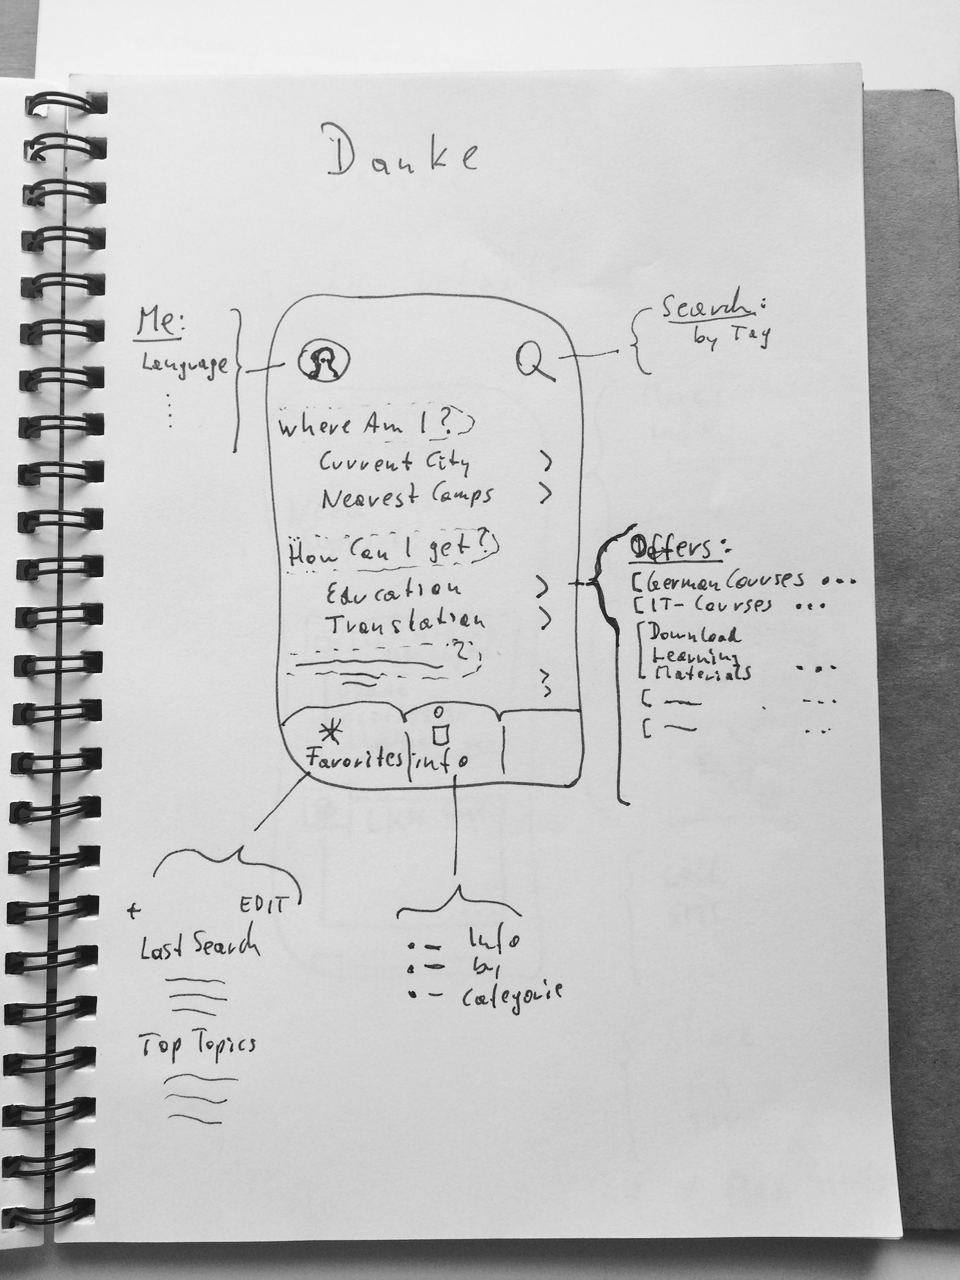 Danke
Me:
Language
Search:
by Tag
Where Am I?
Current City
Nearest Camps
How Can I get?
Education
Translation
?
Favorites
info
Offers:
[German Courses ...
[IT-Courses ...
[Download
Learning
Materials ...
+ EDIT
Last Search
Top Topics
Info
by
Categorie